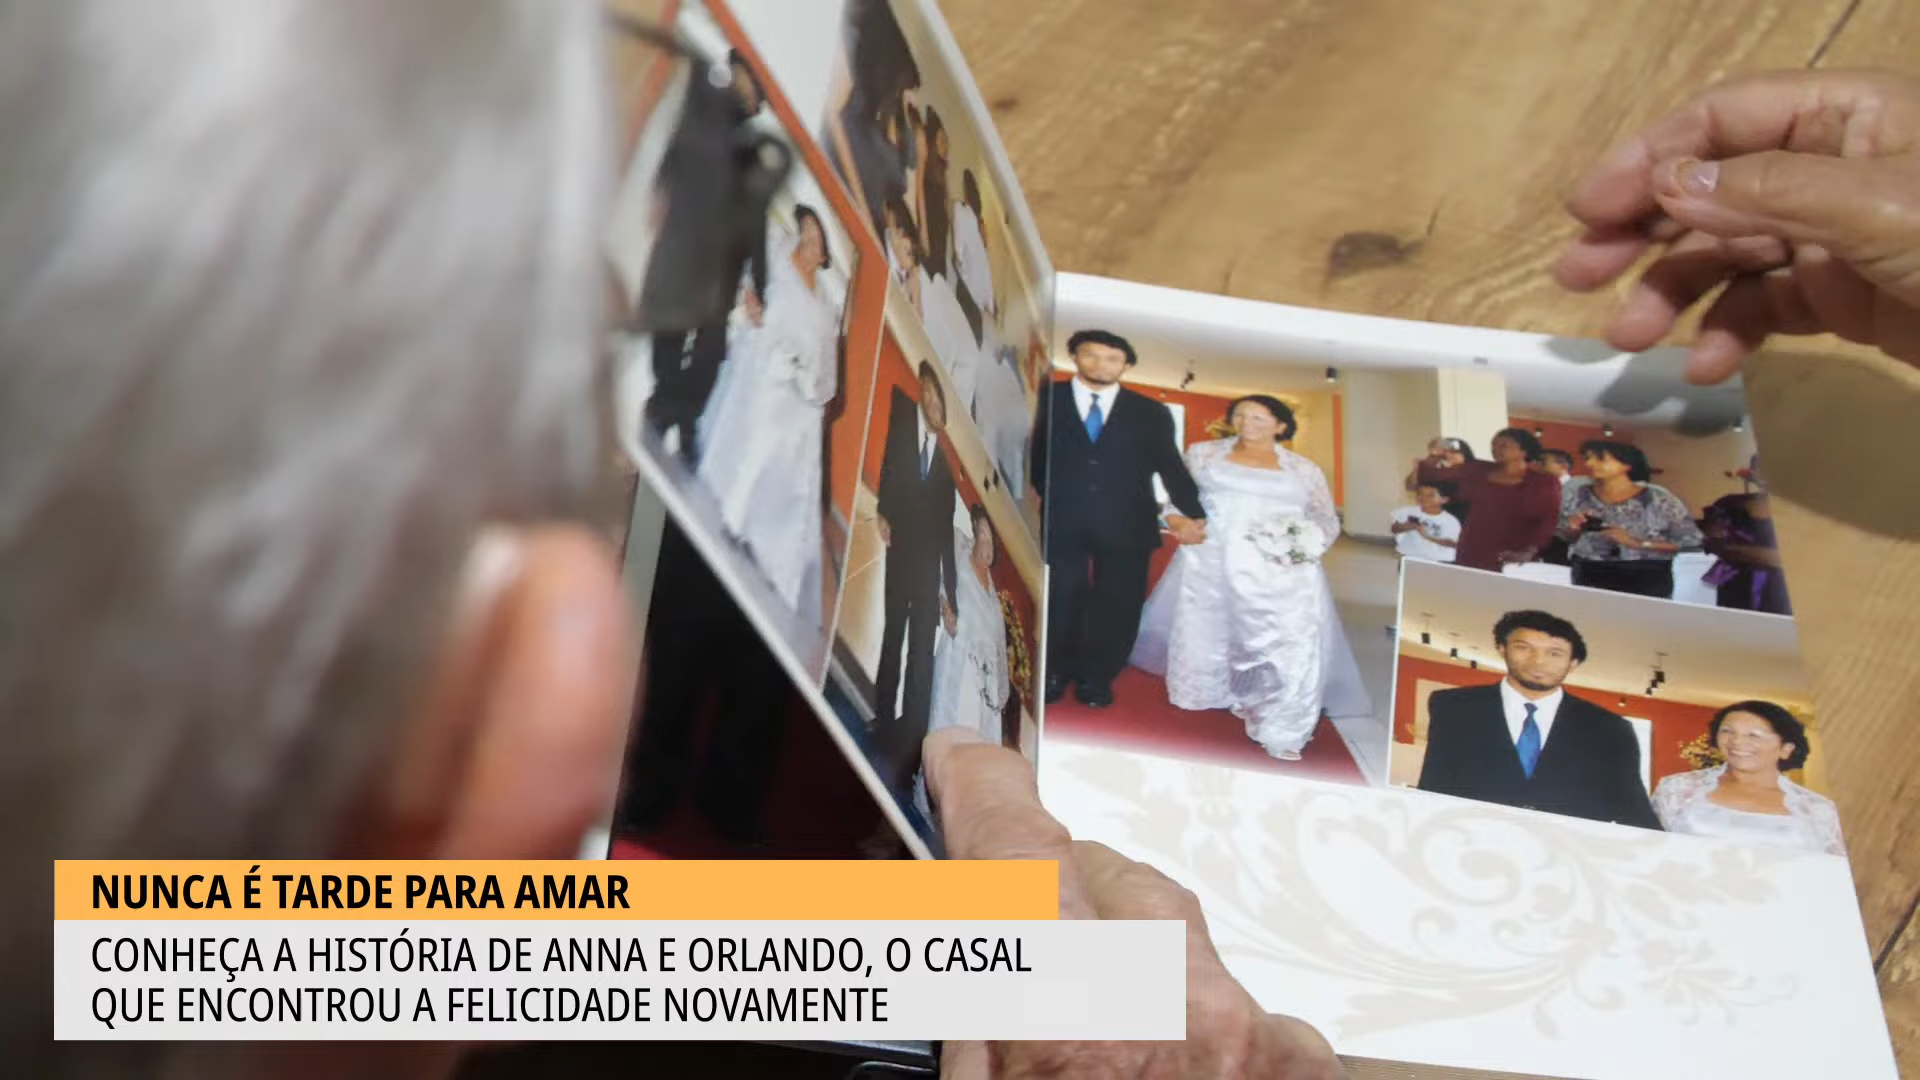 NUNCA É TARDE PARA AMAR
CONHEÇA A HISTÓRIA DE ANNA E ORLANDO, O CASAL
QUE ENCONTROU A FELICIDADE NOVAMENTE